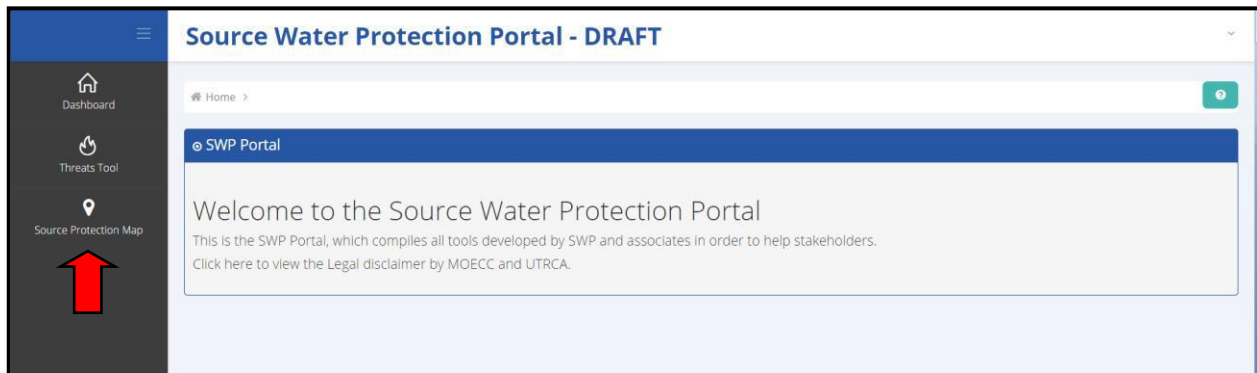 Source Water Protection Portal - DRAFT
Dashboard
Threats Tool
Source Protection Map
Home >
SWP Portal
Welcome to the Source Water Protection Portal
This is the SWP Portal, which compiles all tools developed by SWP and associates in order to help stakeholders.
Click here to view the Legal disclaimer by MOECC and UTRCA.